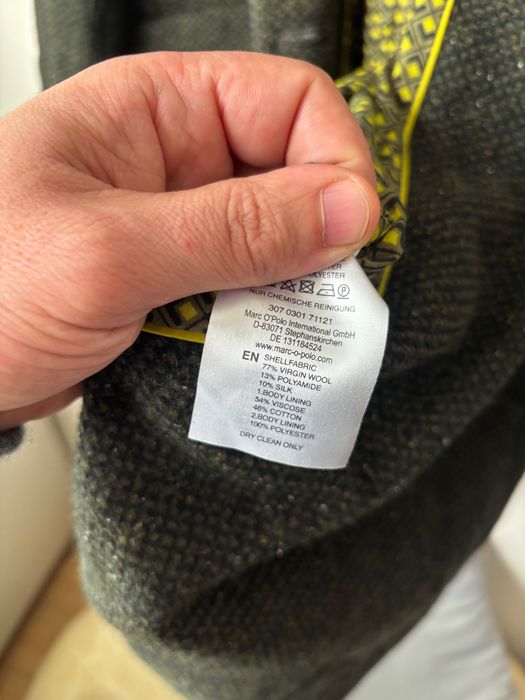 OLYESTER
NUR CHEMISCHE REINIGUNG
307 0301 71121
Marc O'Polo International GmbH
D-83071 Stephanskirchen
DE 131184524
www.marc-o-polo.com
EN SHELLFABRIC
77% VIRGIN WOOL
13% POLYAMIDE
10% SILK
1.BODY LINING
54% VISCOSE
46% COTTON
2.BODY LINING
100% POLYESTER
DRY CLEAN ONLY